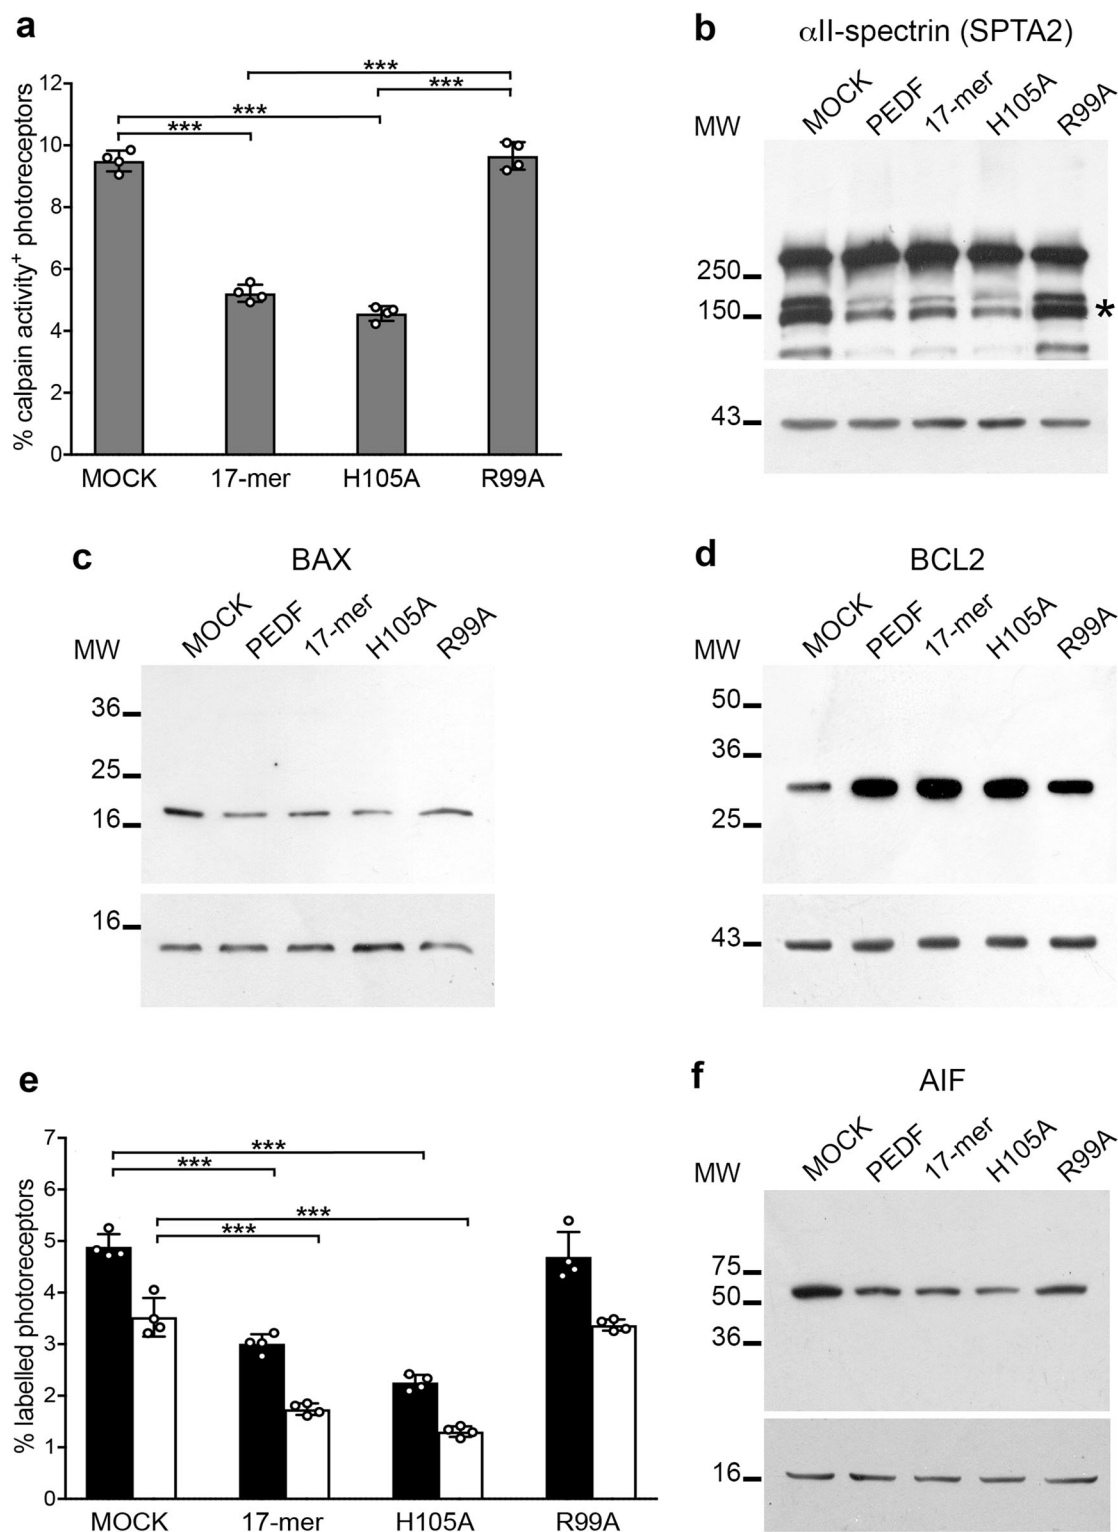 a
% calpain activity⁺ photoreceptors
12
10
8
6
4
2
0
***
***
***
***
MOCK 17-mer H105A R99A
b
αII-spectrin (SPTA2)
MW MOCK PEDF 17-mer H105A R99A
250
150
*
43
c
BAX
MW MOCK PEDF 17-mer H105A R99A
36
25
16
16
d
BCL2
MW MOCK PEDF 17-mer H105A R99A
50
36
25
43
e
% labelled photoreceptors
7
6
5
4
3
2
1
0
***
***
***
***
MOCK 17-mer H105A R99A
f
AIF
MW MOCK PEDF 17-mer H105A R99A
75
50
36
16